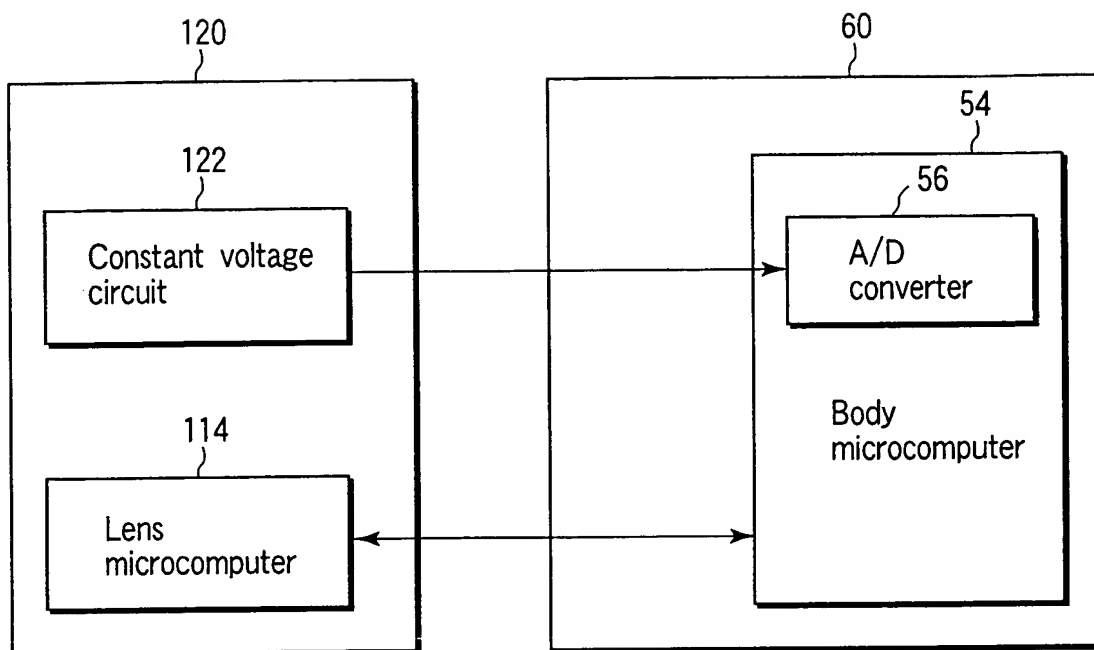 120
60
54
122
56
Constant voltage
circuit
A/D
converter
114
Body
microcomputer
Lens
microcomputer